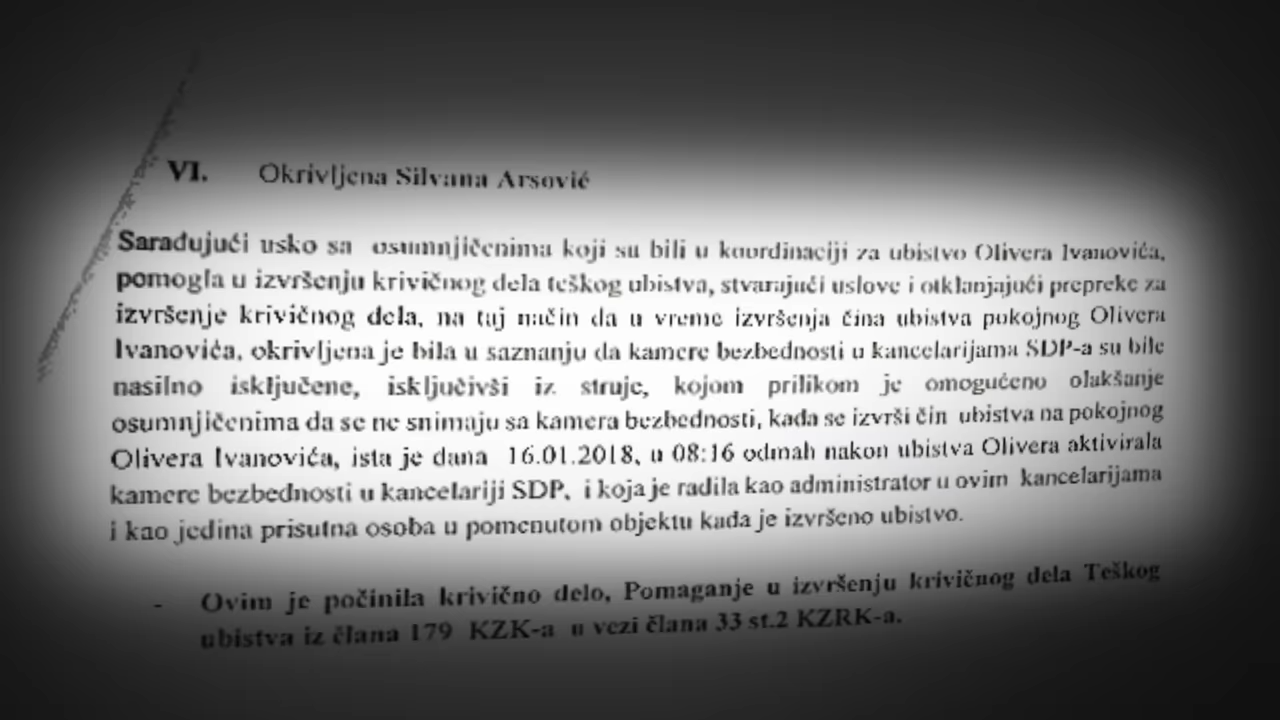 VI. Okrivljena Silvana Arsović
Sarađujući usko sa osumnjičenima koji su bili u koordinaciji za ubistvo Olivera Ivanovića,
pomogla u izvršenju krivičnog dela teškog ubistva, stvarajući uslove i otklanjajući prepreke za
izvršenje krivičnog dela, na taj način da u vreme izvršenja čina ubistva pokojnog Olivera
Ivanovića, okrivljena je bila u saznanju da kamere bezbednosti u kancelarijama SDP-a su bile
nasilno isključene, isključivši iz struje, kojom prilikom je omogućeno olakšanje
osumnjičenima da se ne snimaju sa kamera bezbednosti, kada se izvrši čin ubistva na pokojnog
Olivera Ivanovića, ista je dana 16.01.2018, u 08:16 odmah nakon ubistva Olivera aktivirala
kamere bezbednosti u kancelariji SDP, i koja je radila kao administrator u ovim kancelarijama
i kao jedina prisutna osoba u pomenutom objektu kada je izvršeno ubistvo.
- Ovim je počinila krivično delo, Pomaganje u izvršenju krivičnog dela Teškog
ubistva iz člana 179 KZK-a u vezi člana 33 st.2 KZRK-a.